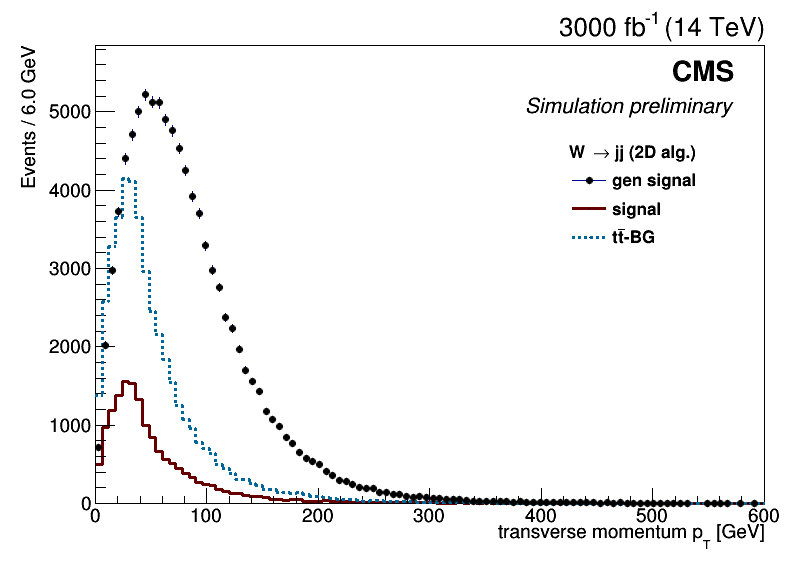 3000 fb⁻¹ (14 TeV)
Events / 6.0 GeV
CMS
Simulation preliminary
W → jj (2D alg.)
gen signal
signal
tt̄-BG
5000
4000
3000
2000
1000
0
0 100 200 300 400 500 600
transverse momentum p_T [GeV]